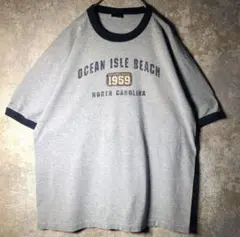 OCEAN ISLE BEACH
1959
NORTH CAROLINA